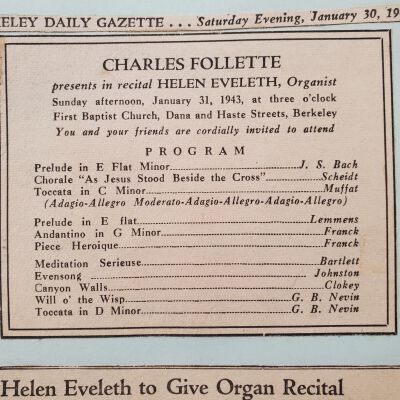 ELEY DAILY GAZETTE . . . Saturday Evening, January 30, 19
CHARLES FOLLETTE
presents in recital HELEN EVELETH, Organist
Sunday afternoon, January 31, 1943, at three o'clock
First Baptist Church, Dana and Haste Streets, Berkeley
You and your friends are cordially invited to attend
PROGRAM
Prelude in E Flat Minor..........J. S. Bach
Chorale "As Jesus Stood Beside the Cross"..........Scheidt
Toccata in C Minor..........Muffat
(Adagio-Allegro Moderato-Adagio-Allegro-Adagio-Allegro)
Prelude in E flat..........Lemmens
Andantino in G Minor..........Franck
Piece Heroique..........Franck
Meditation Serieuse..........Bartlett
Evensong ..........Johnston
Canyon Walls..........Clokey
Will o' the Wisp..........G. B. Nevin
Toccata in D Minor..........G. B. Nevin
Helen Eveleth to Give Organ Recital